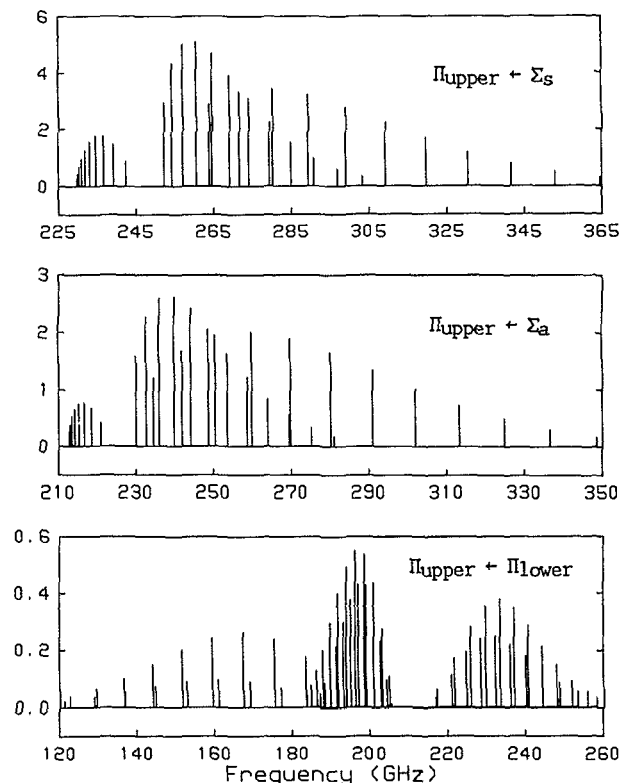 6
4
2
0
Πupper ← Σs
225 245 265 285 305 325 345 365
3
2
1
0
Πupper ← Σa
210 230 250 270 290 310 330 350
0.6
0.4
0.2
0.0
Πupper ← Πlower
120 140 160 180 200 220 240 260
Frequency (GHz)